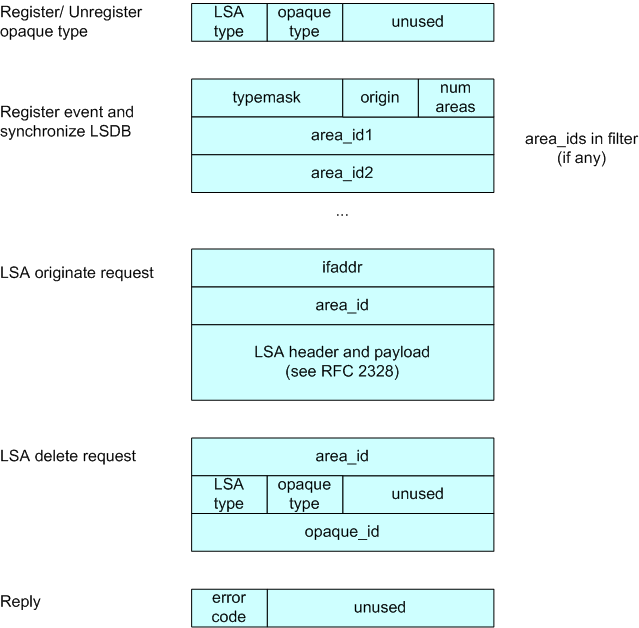 Register/ Unregister
opaque type
LSA
type
opaque
type
unused
Register event and
synchronize LSDB
typemask
origin
num
areas
area_id1
area_id2
...
area_ids in filter
(if any)
LSA originate request
ifaddr
area_id
LSA header and payload
(see RFC 2328)
LSA delete request
area_id
LSA
type
opaque
type
unused
opaque_id
Reply
error
code
unused